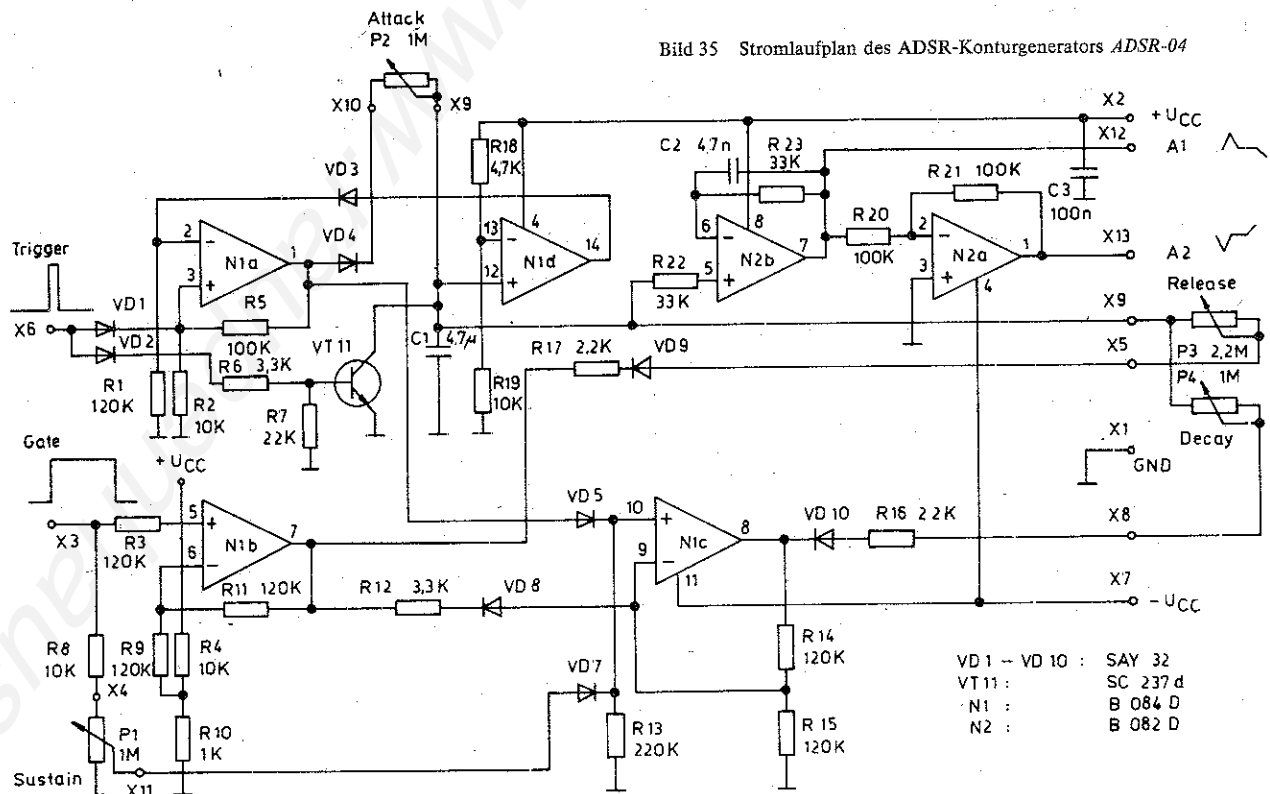 Bild 35 Stromlaufplan des ADSR-Konturgenerators ADSR-04
Attack
P2 1M
X10
X9
X2
+ UCC
X12
A1
R18
4,7K
C2 4,7n
R23
33K
VD3
R21 100K
C3
100n
2
−
N1a
1
3
+
VD4
13
−
4
N1d
14
12
+
6
−
8
N2b
7
5
+
R20
100K
2
−
N2a
1
3
+
4
X13
A2
Trigger
X6
VD1
VD2
R5
100K
R6 3,3K
VT11
C1
4,7µ
R22
33K
X9
Release
R17 2,2K
VD9
X5
P3 2,2M
P4 1M
Decay
R1
120K
R2
10K
R7
22K
R19
10K
X1
GND
Gate
+ UCC
X3
R3
120K
5
+
N1b
7
6
−
VD5
10
+
N1c
8
9
−
11
VD10
R16 2,2K
X8
X7
− UCC
R11 120K
R12 3,3K
VD8
R8
10K
R9
120K
R4
10K
X4
VD7
R14
120K
P1
1M
R10
1K
R13
220K
R15
120K
Sustain
X11
VD1 – VD10 : SAY 32
VT11 : SC 237 d
N1 : B 084 D
N2 : B 082 D